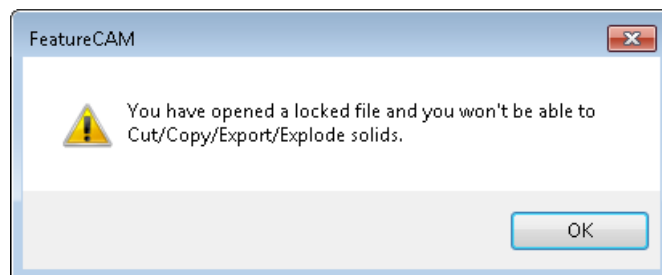 FeatureCAM
You have opened a locked file and you won't be able to
Cut/Copy/Export/Explode solids.
OK